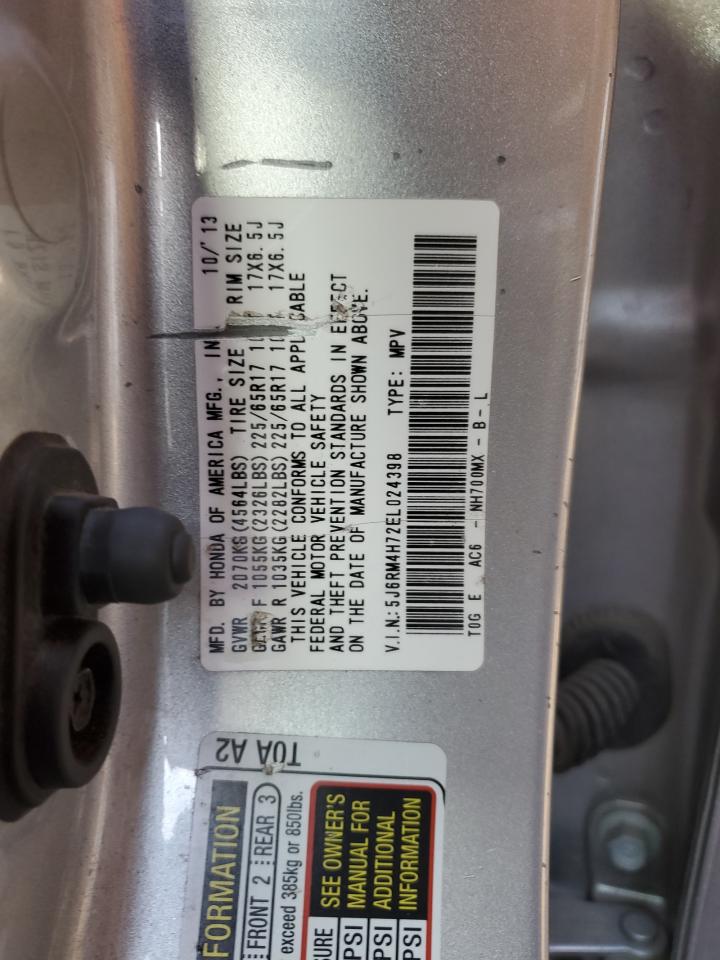 MFD. BY HONDA OF AMERICA MFG., IN 10/'13
GVWR 2070KG(4564LBS) TIRE SIZE RIM SIZE
F 1055KG(2326LBS) 225/65R17 17X6.5J
GAWR R 1035KG(2282LBS) 225/65R17 17X6.5J
THIS VEHICLE CONFORMS TO ALL
FEDERAL MOTOR VEHICLE SAFETY
AND THEFT PREVENTION STANDARDS IN EFFECT
ON THE DATE OF MANUFACTURE SHOWN ABOVE.
V.I.N.: 5J6RM4H72EL024398 TYPE: MPV
T0G E AC6 - NH700MX - B - L
T0A A2
FORMATION
FRONT 2 REAR 3
exceed 385kg or 850lbs.
SEE OWNER'S
MANUAL FOR
ADDITIONAL
INFORMATION
URE
PSI
PSI
PSI